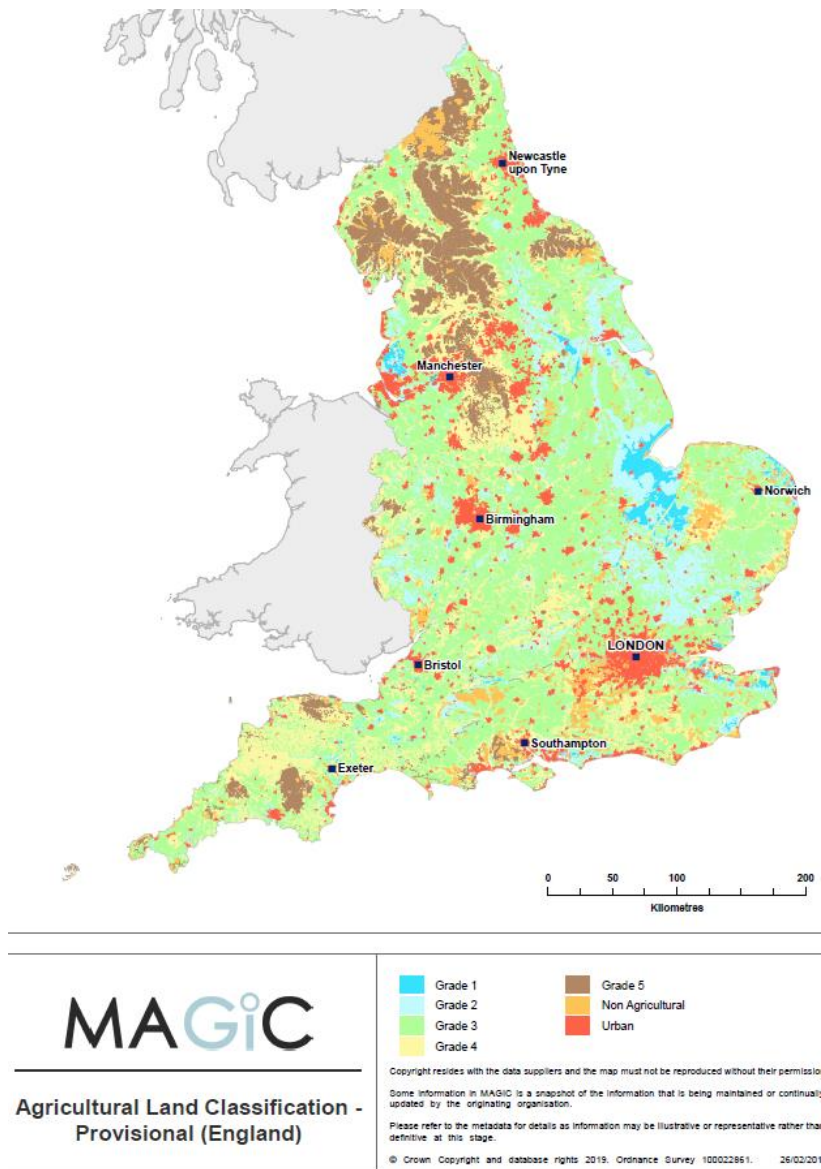 Newcastle
upon Tyne
Manchester
Norwich
Birmingham
LONDON
Bristol
Southampton
Exeter
0 50 100 200
Kilometres
MAGiC
Agricultural Land Classification -
Provisional (England)
Grade 1
Grade 2
Grade 3
Grade 4
Grade 5
Non Agricultural
Urban
Copyright resides with the data suppliers and the map must not be reproduced without their
Some information in MAGIC is a snapshot of the information that is being maintained or
updated by the originating organisation.
Please refer to the metadata for details as information may be illustrative or representative rather
definitive at this stage.
© Crown Copyright and database rights 2019. Ordnance Survey 100022861.